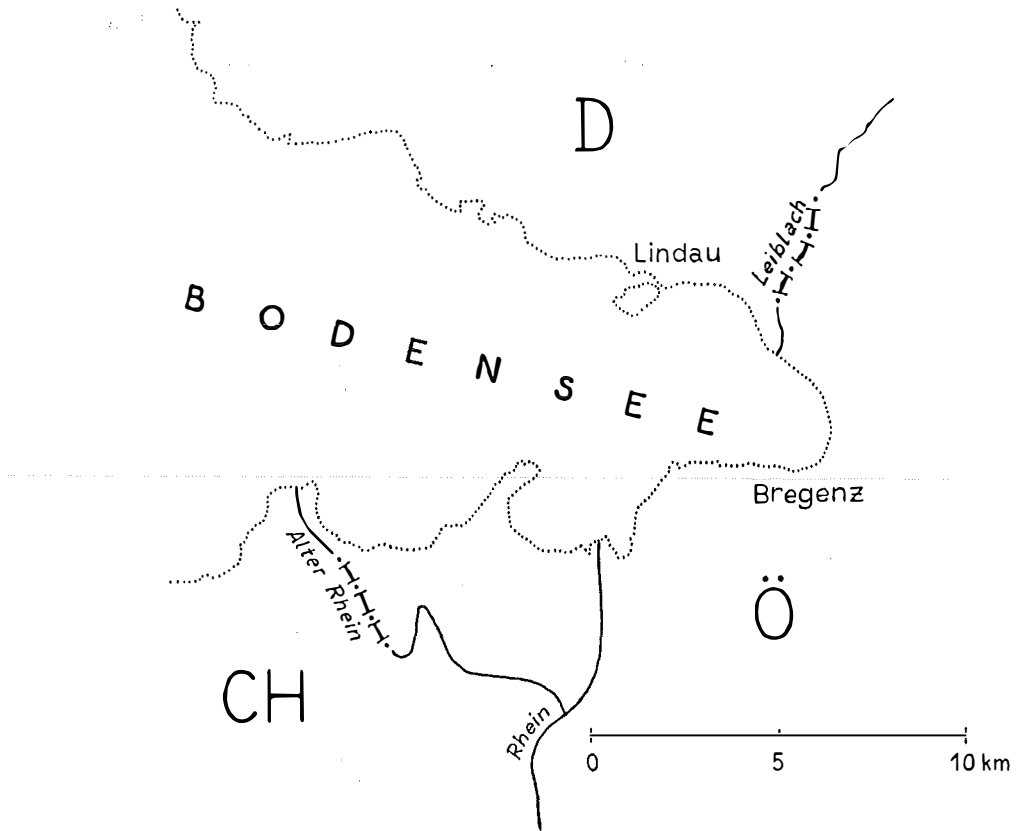 D
Lindau
Leiblach
BODENSEE
Bregenz
Alter Rhein
Ö
CH
Rhein
0 5 10 km